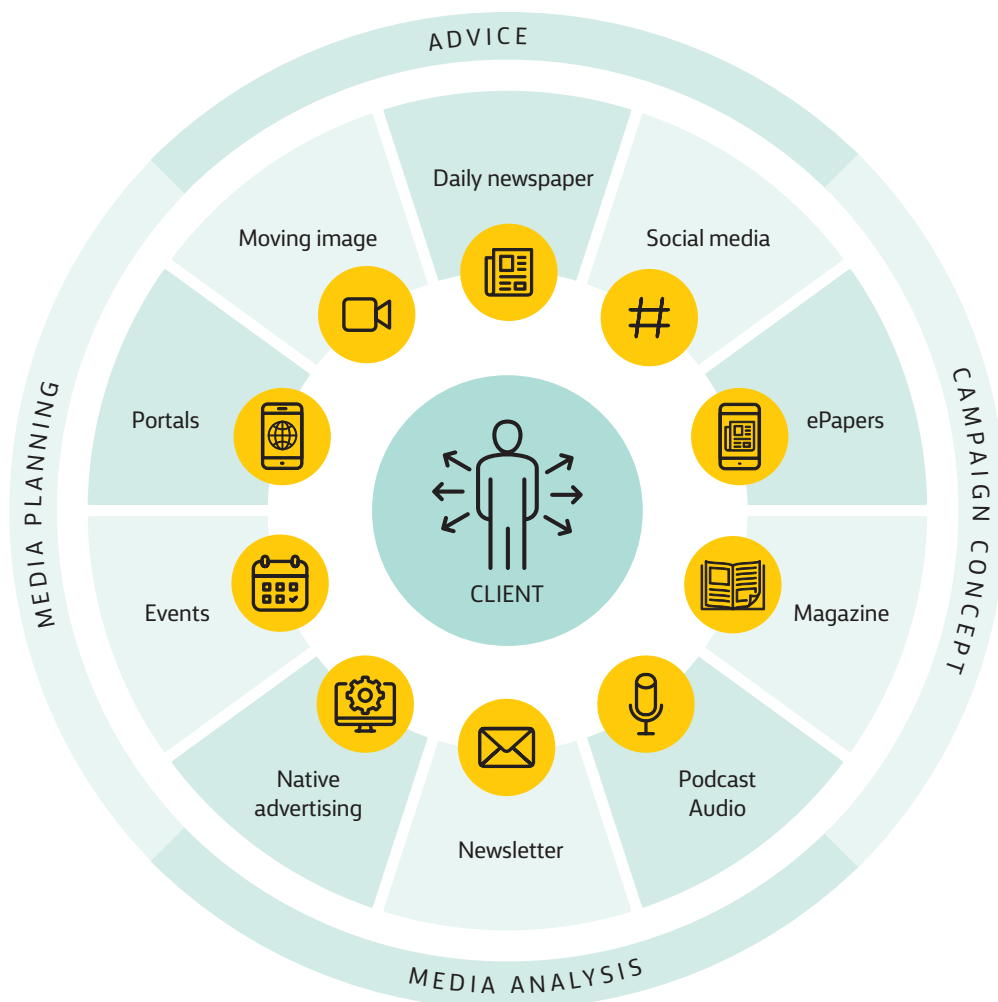 ADVICE
Daily newspaper
Moving image
Social media
Portals
ePapers
MEDIA PLANNING
CAMPAIGN CONCEPT
CLIENT
Events
Magazine
Native
advertising
Podcast
Audio
Newsletter
MEDIA ANALYSIS